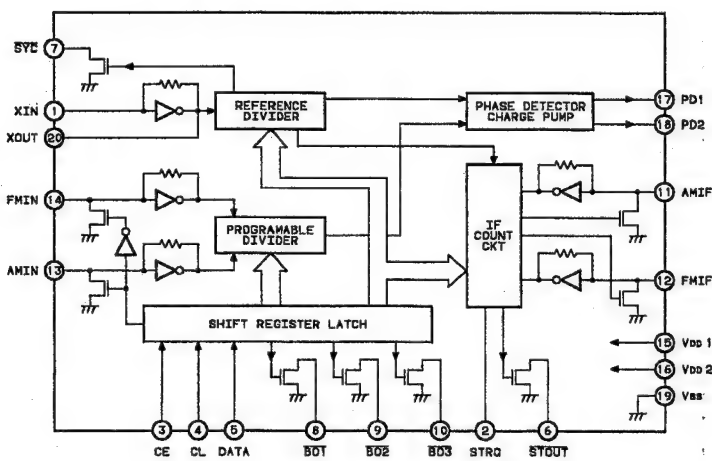 7
SYC
XIN 1
XOUT 20
REFERENCE
DIVIDER
PHASE DETECTOR
CHARGE PUMP
17 PD1
18 PD2
FMIN 14
AMIN 13
PROGRAMABLE
DIVIDER
IF
COUNT
CKT
11 AMIF
12 FMIF
SHIFT REGISTER LATCH
15 VDD 1
16 VDD 2
19 VSS
3 4 5 8 9 10 2 6
CE CL DATA BO1 BO2 BO3 STRQ STOUT